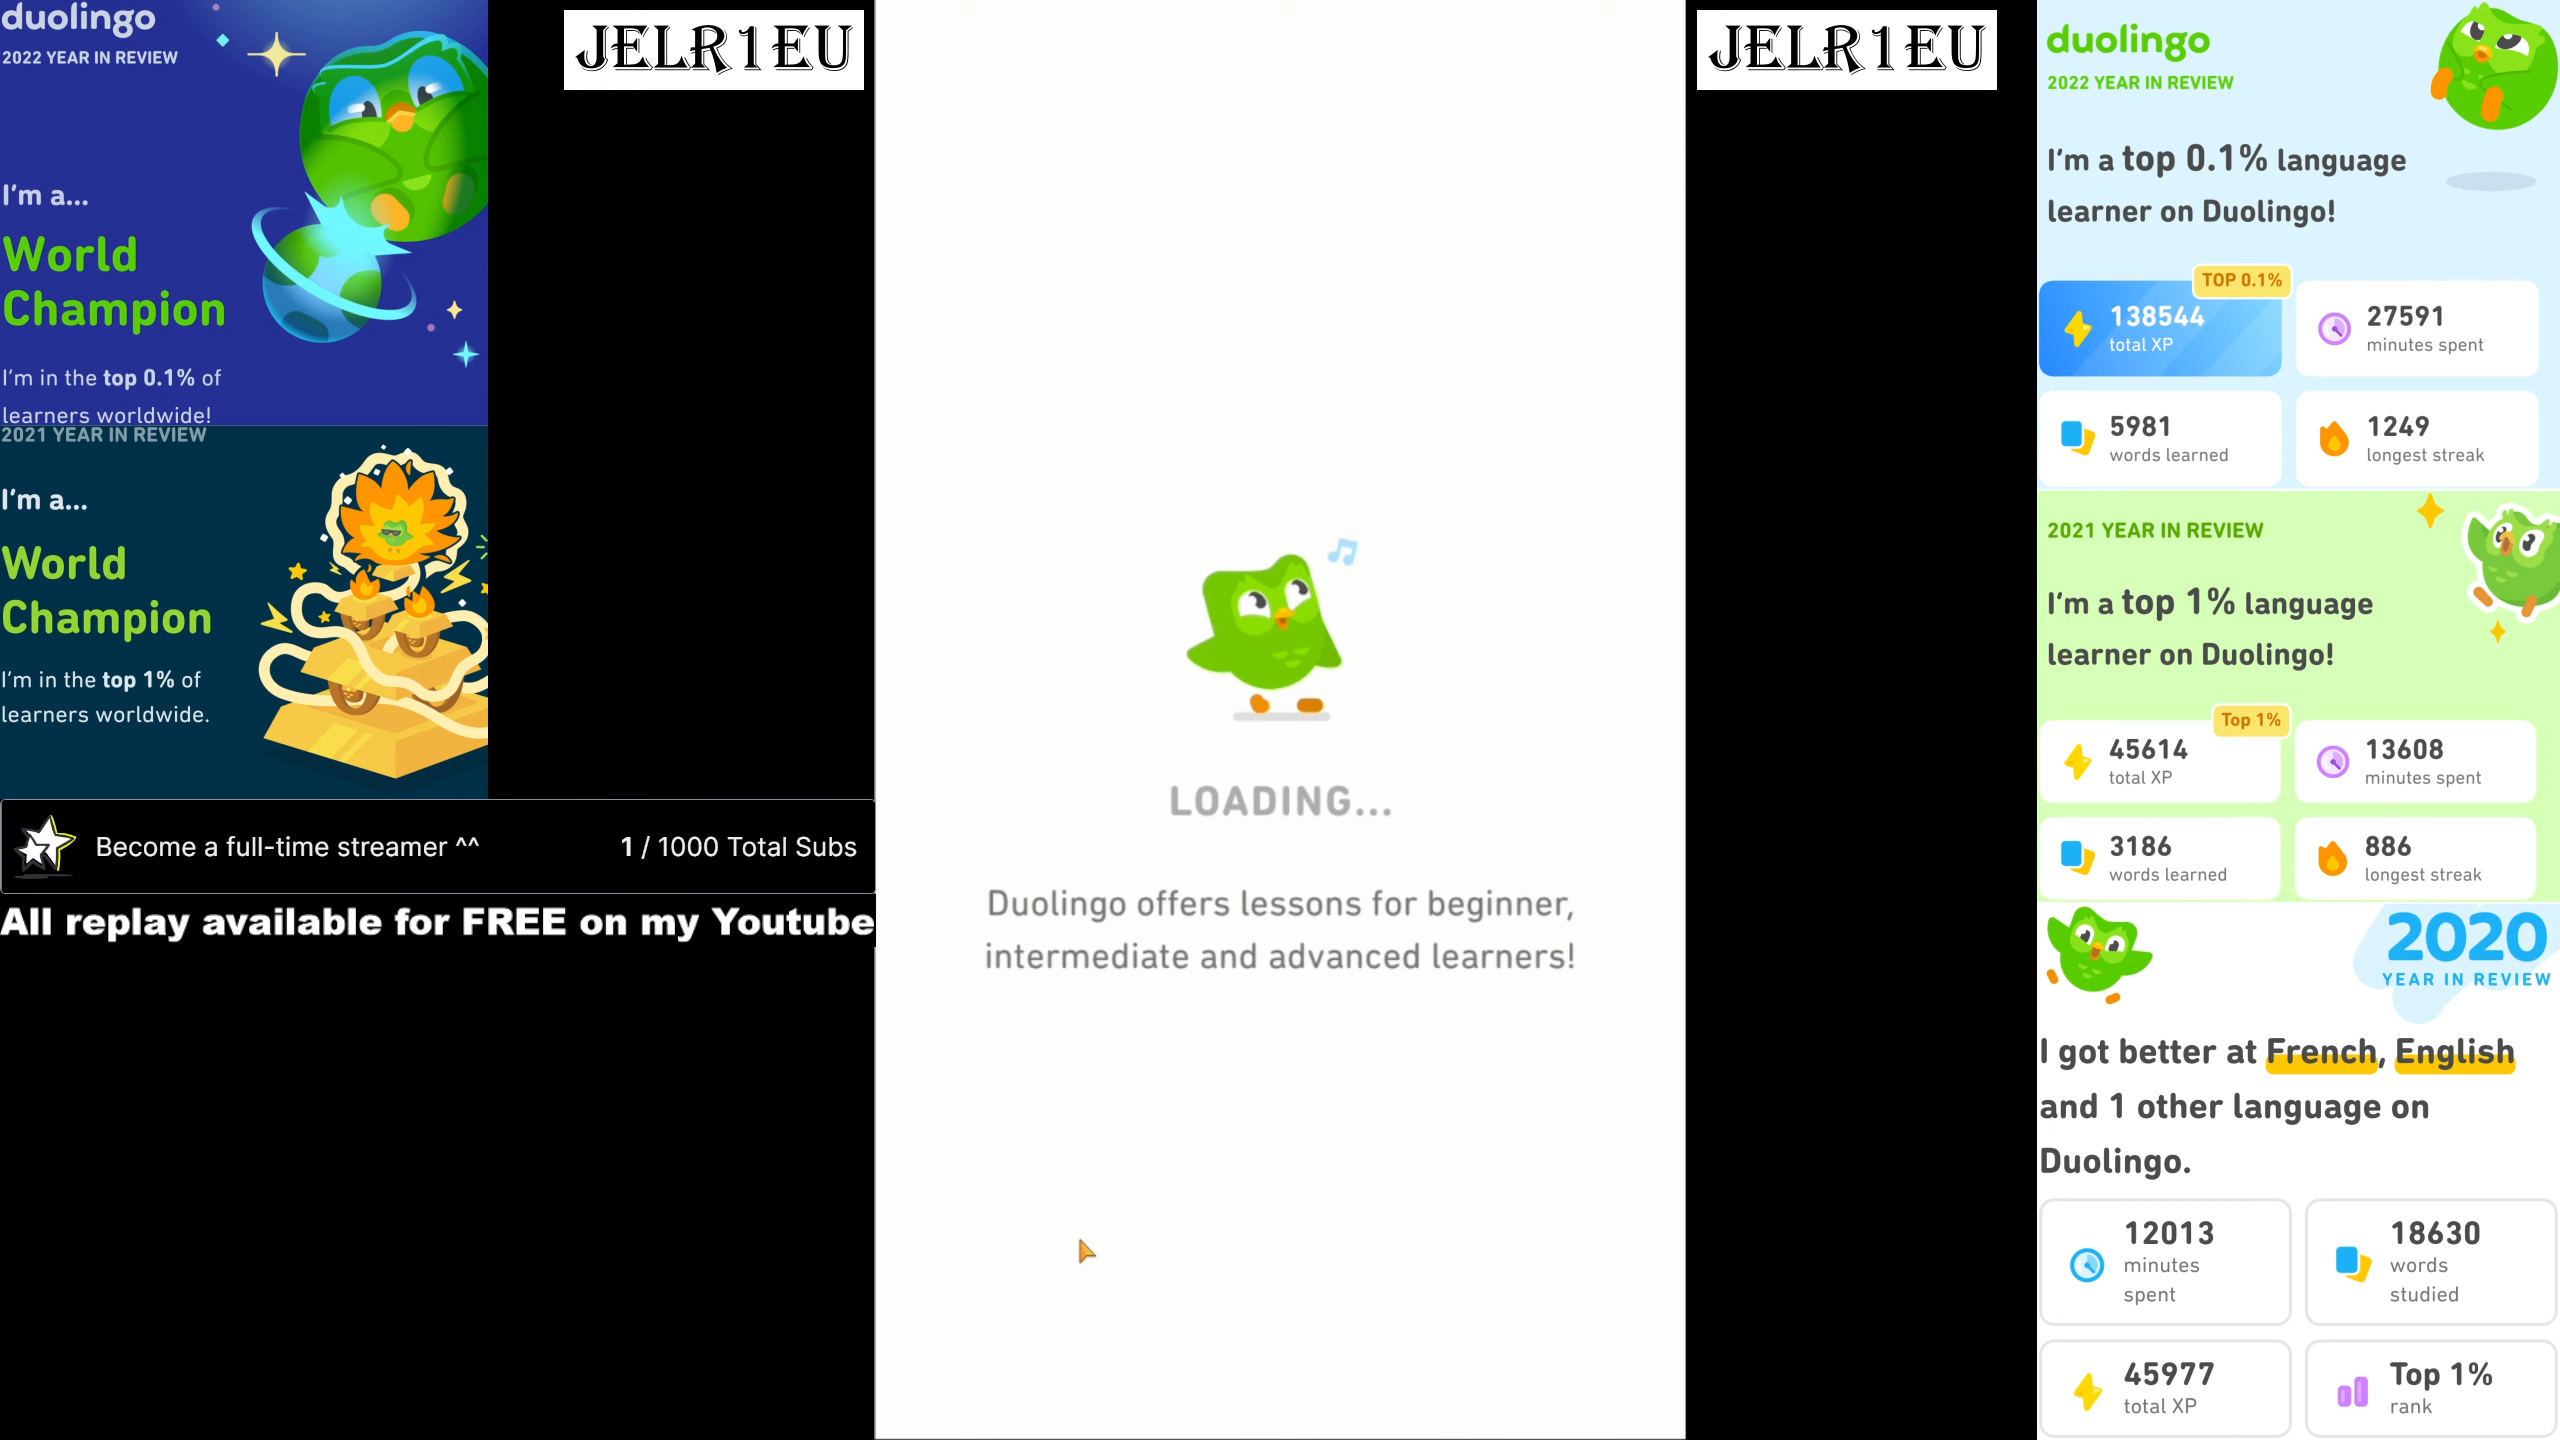 duolingo
2022 YEAR IN REVIEW
I'm a...
World
Champion
I'm in the top 0.1% of
learners worldwide!
2021 YEAR IN REVIEW
I'm a...
World
Champion
I'm in the top 1% of
learners worldwide.
Become a full-time streamer ^^ 1 / 1000 Total Subs
All replay available for FREE on my Youtube
JELR1EU
LOADING...
Duolingo offers lessons for beginner,
intermediate and advanced learners!
JELR1EU
duolingo
2022 YEAR IN REVIEW
I'm a top 0.1% language
learner on Duolingo!
TOP 0.1%
138544
total XP
27591
minutes spent
5981
words learned
1249
longest streak
2021 YEAR IN REVIEW
I'm a top 1% language
learner on Duolingo!
Top 1%
45614
total XP
13608
minutes spent
3186
words learned
886
longest streak
2020
YEAR IN REVIEW
I got better at French, English
and 1 other language on
Duolingo.
12013
minutes
spent
18630
words
studied
45977
total XP
Top 1%
rank